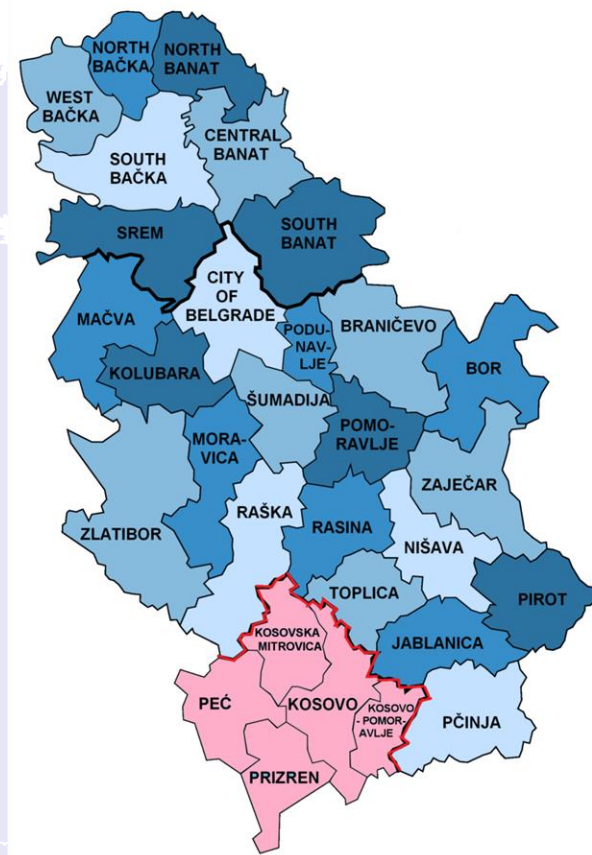 NORTH
BAČKA
NORTH
BANAT
WEST
BAČKA
CENTRAL
BANAT
SOUTH
BAČKA
SREM
SOUTH
BANAT
CITY
OF
BELGRADE
MAČVA
PODU-
NAV-
LJE
BRANIČEVO
BOR
KOLUBARA
ŠUMADIJA
POMO-
RAVLJE
MORA-
VICA
ZAJEČAR
RAŠKA
RASINA
NIŠAVA
ZLATIBOR
TOPLICA
PIROT
KOSOVSKA
MITROVICA
JABLANICA
PEĆ
KOSOVO
KOSOVO
-POMOR-
AVLJE
PČINJA
PRIZREN